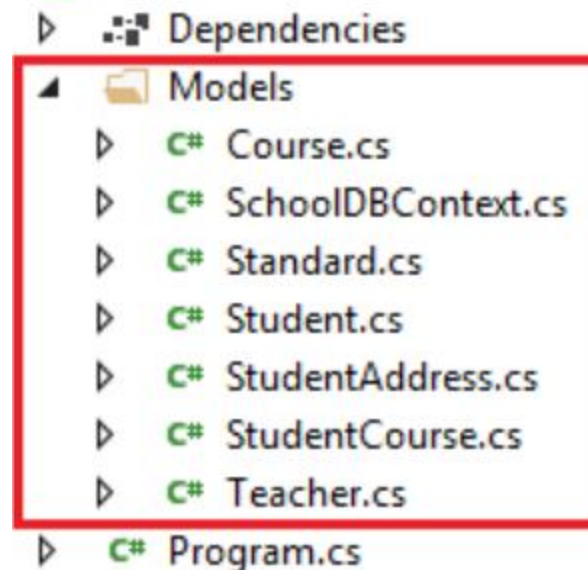 Dependencies
Models
C# Course.cs
C# SchoolDBContext.cs
C# Standard.cs
C# Student.cs
C# StudentAddress.cs
C# StudentCourse.cs
C# Teacher.cs
C# Program.cs